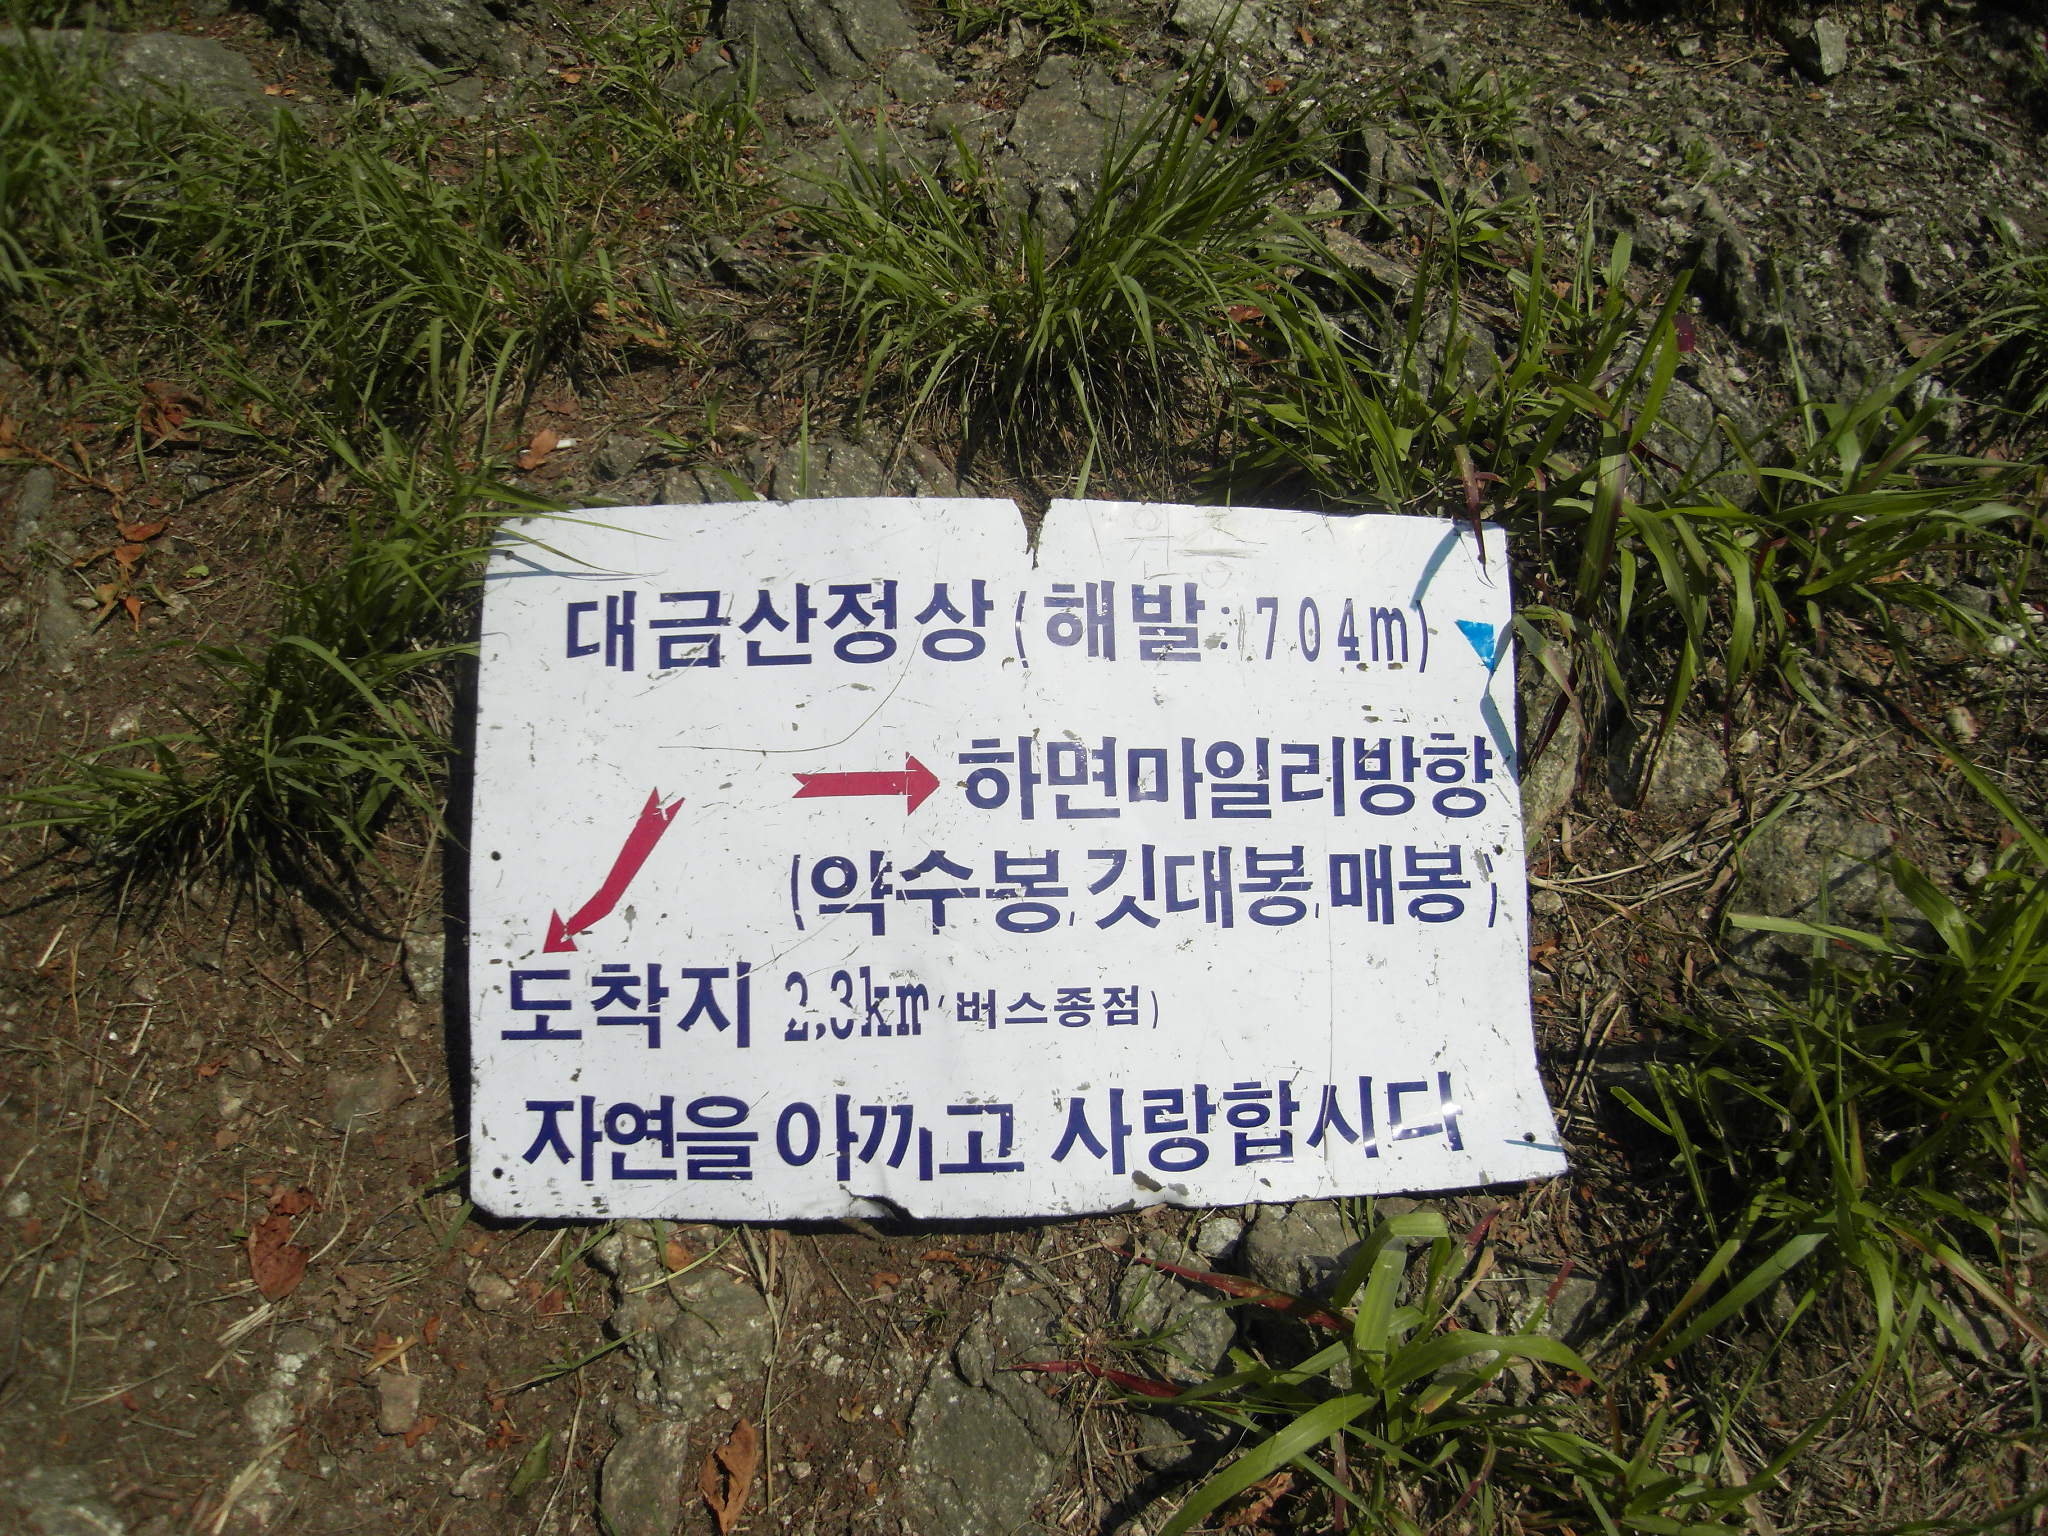 대금산정상(해발:704m)
하면마일리방향
(약수봉,깃대봉,매봉)
도착지 2,3km(버스종점)
자연을 아끼고 사랑합시다